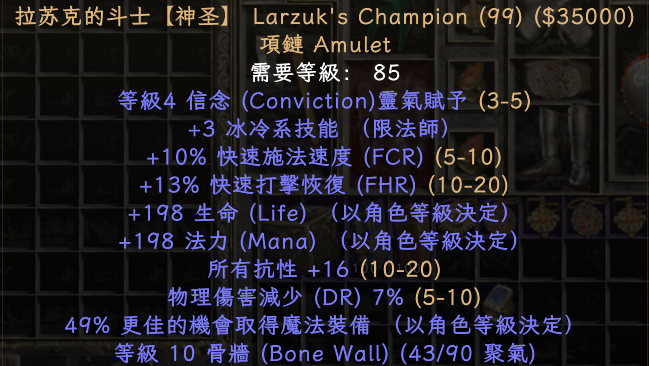 拉苏克的斗士【神圣】 Larzuk's Champion (99) ($35000)
項鏈 Amulet
需要等級： 85
等級4 信念 (Conviction)靈氣賦予 (3-5)
+3 冰冷系技能 （限法師）
+10% 快速施法速度 (FCR) (5-10)
+13% 快速打擊恢復 (FHR) (10-20)
+198 生命 (Life) （以角色等級決定）
+198 法力 (Mana) （以角色等級決定）
所有抗性 +16 (10-20)
物理傷害減少 (DR) 7% (5-10)
49% 更佳的機會取得魔法裝備 （以角色等級決定）
等級 10 骨牆 (Bone Wall) (43/90 聚氣)